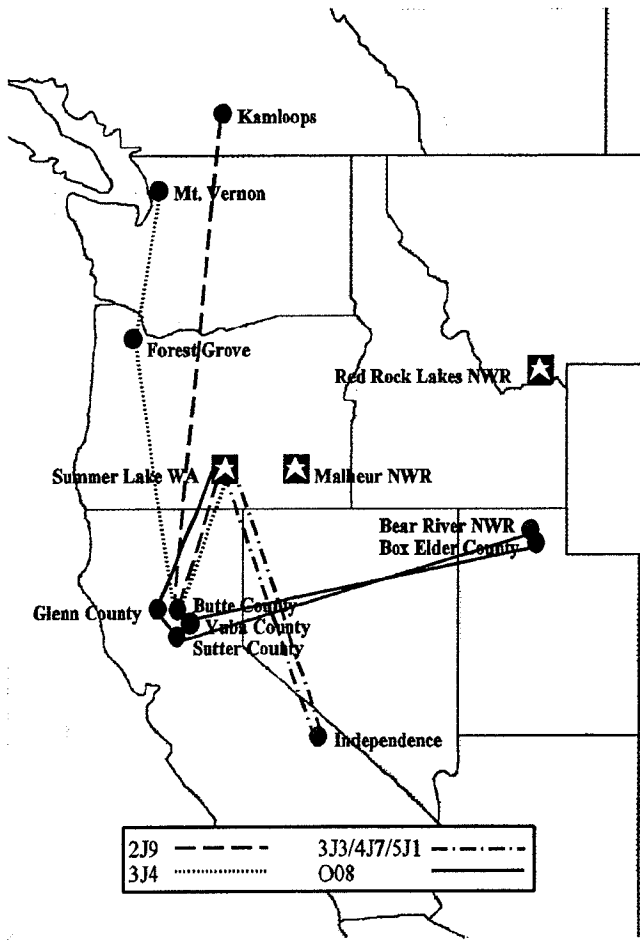 Kamloops
Mt. Vernon
Forest Grove
Red Rock Lakes NWR
Summer Lake WA
Malheur NWR
Bear River NWR
Box Elder County
Glenn County
Butte County
Yuba County
Sutter County
Independence
2J9
3J3/4J7/5J1
3J4
O08